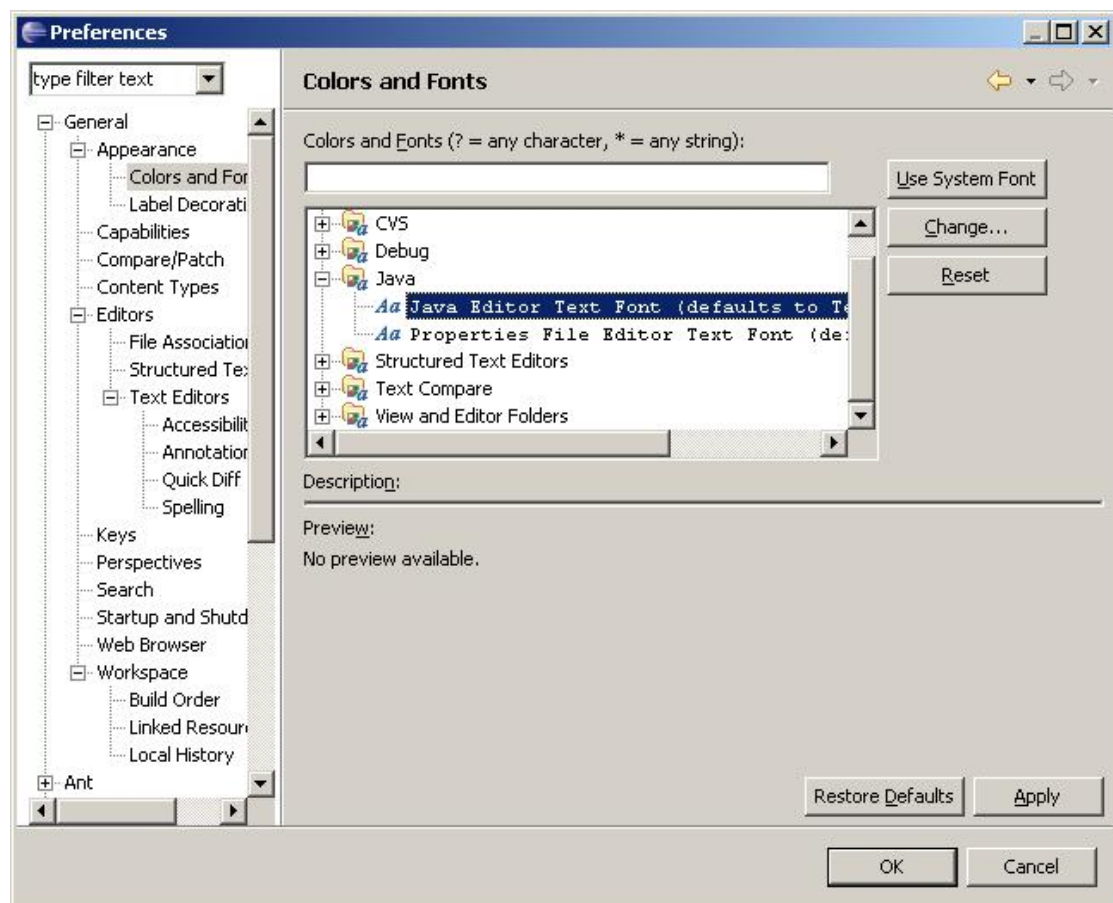 Preferences
type filter text
Colors and Fonts
General
Appearance
Colors and For
Label Decorati
Capabilities
Compare/Patch
Content Types
Editors
File Association
Structured Tex
Text Editors
Accessibilit
Annotation
Quick Diff
Spelling
Keys
Perspectives
Search
Startup and Shutd
Web Browser
Workspace
Build Order
Linked Resour
Local History
Ant
Colors and Fonts (? = any character, * = any string):
Use System Font
Change...
Reset
CVS
Debug
Java
Aa Java Editor Text Font (defaults to Te
Aa Properties File Editor Text Font (de
Structured Text Editors
Text Compare
View and Editor Folders
Description:
Preview:
No preview available.
Restore Defaults
Apply
OK
Cancel